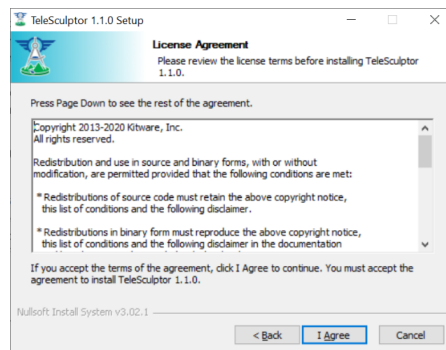 TeleSculptor 1.1.0 Setup
License Agreement
Please review the license terms before installing TeleSculptor
1.1.0.
Press Page Down to see the rest of the agreement.
Copyright 2013-2020 Kitware, Inc.
All rights reserved.
Redistribution and use in source and binary forms, with or without
modification, are permitted provided that the following conditions are met:
* Redistributions of source code must retain the above copyright notice,
this list of conditions and the following disclaimer.
* Redistributions in binary form must reproduce the above copyright notice,
this list of conditions and the following disclaimer in the documentation
If you accept the terms of the agreement, click I Agree to continue. You must accept the
agreement to install TeleSculptor 1.1.0.
Nullsoft Install System v3.02.1
< Back I Agree Cancel